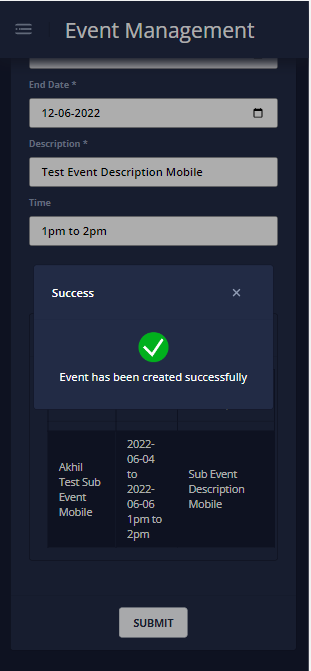 Event Management
End Date *
12-06-2022
Description *
Test Event Description Mobile
Time
1pm to 2pm
Success
×
Event has been created successfully
Akhil
Test Sub
Event
Mobile
2022-
06-04
to
2022-
06-06
1pm to
2pm
Sub Event
Description
Mobile
SUBMIT